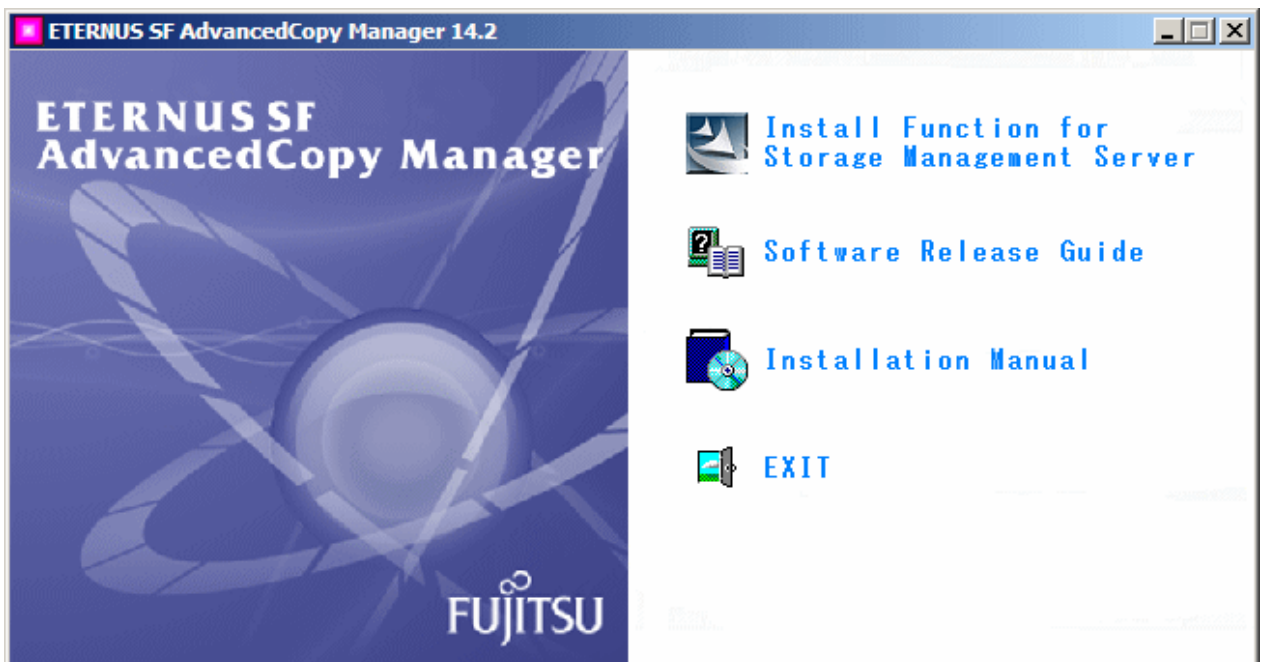 ETERNUS SF AdvancedCopy Manager 14.2
ETERNUS SF
AdvancedCopy Manager
FUJITSU
Install Function for
Storage Management Server
Software Release Guide
Installation Manual
EXIT